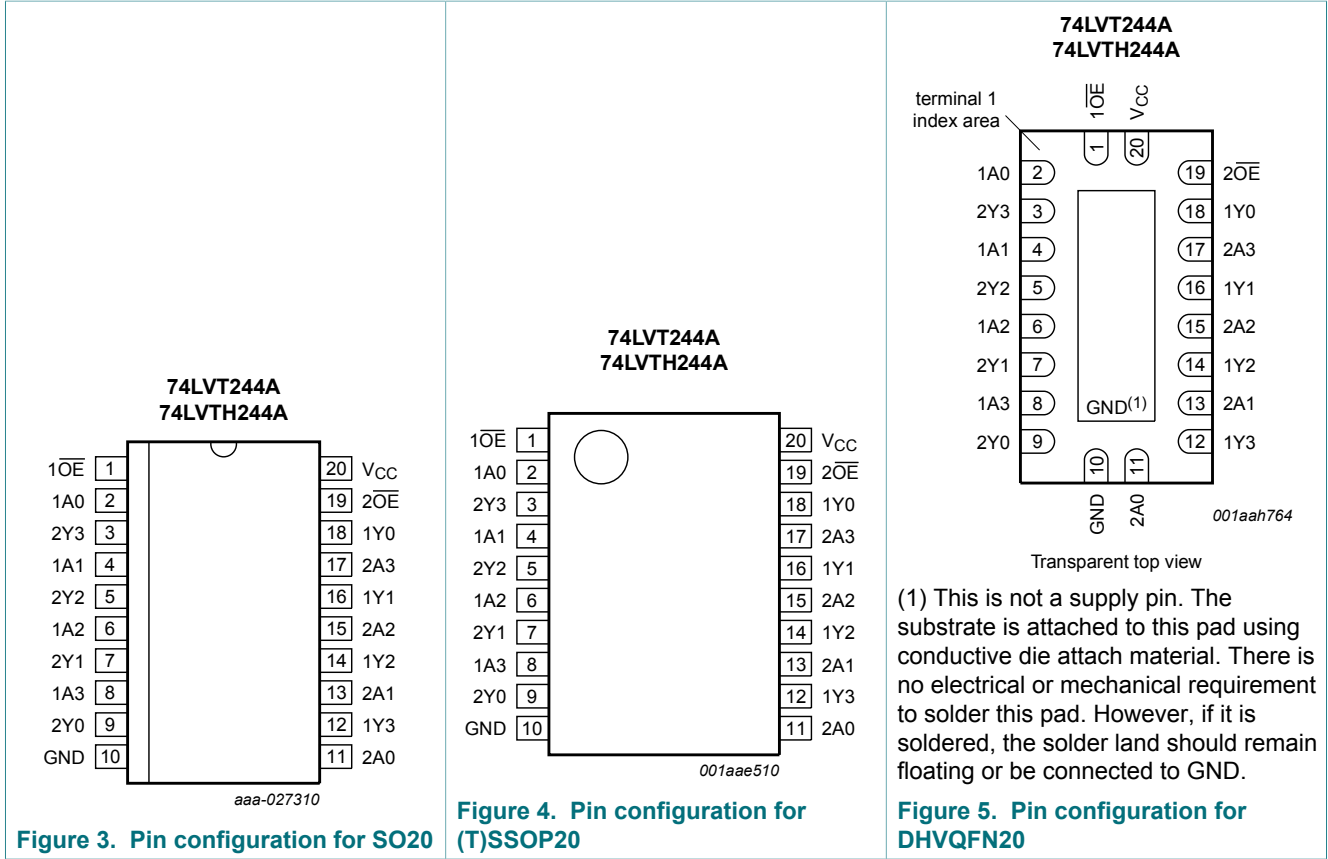 74LVT244A
74LVTH244A
1O̅E̅ 1
1A0 2
2Y3 3
1A1 4
2Y2 5
1A2 6
2Y1 7
1A3 8
2Y0 9
GND 10
20 VCC
19 2O̅E̅
18 1Y0
17 2A3
16 1Y1
15 2A2
14 1Y2
13 2A1
12 1Y3
11 2A0
aaa-027310
Figure 3. Pin configuration for SO20
74LVT244A
74LVTH244A
1O̅E̅ 1
1A0 2
2Y3 3
1A1 4
2Y2 5
1A2 6
2Y1 7
1A3 8
2Y0 9
GND 10
20 VCC
19 2O̅E̅
18 1Y0
17 2A3
16 1Y1
15 2A2
14 1Y2
13 2A1
12 1Y3
11 2A0
001aae510
Figure 4. Pin configuration for
(T)SSOP20
74LVT244A
74LVTH244A
terminal 1
index area
1O̅E̅
VCC
1
20
1A0 2
2Y3 3
1A1 4
2Y2 5
1A2 6
2Y1 7
1A3 8
2Y0 9
GND(1)
19 2O̅E̅
18 1Y0
17 2A3
16 1Y1
15 2A2
14 1Y2
13 2A1
12 1Y3
10
11
GND
2A0
001aah764
Transparent top view
(1) This is not a supply pin. The
substrate is attached to this pad using
conductive die attach material. There is
no electrical or mechanical requirement
to solder this pad. However, if it is
soldered, the solder land should remain
floating or be connected to GND.
Figure 5. Pin configuration for
DHVQFN20